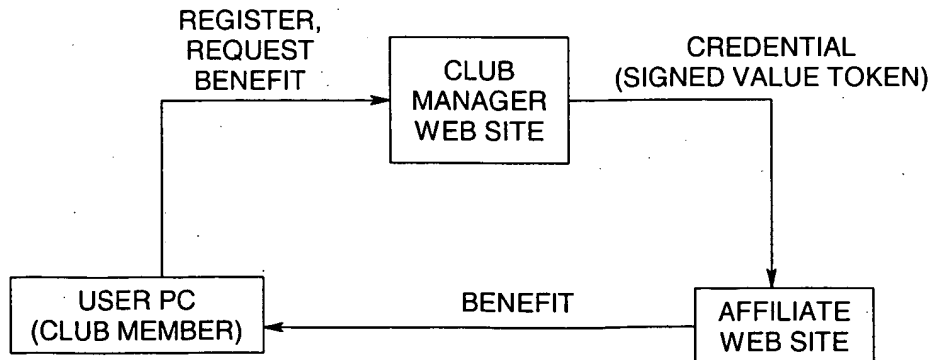 REGISTER,
REQUEST
BENEFIT
CLUB
MANAGER
WEB SITE
CREDENTIAL
(SIGNED VALUE TOKEN)
USER PC
(CLUB MEMBER)
BENEFIT
AFFILIATE
WEB SITE